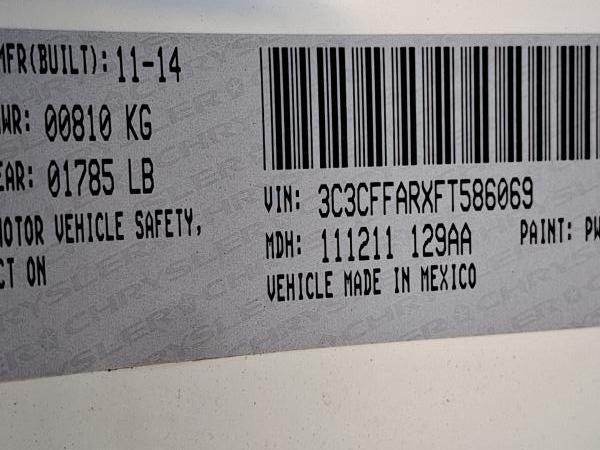 MFR(BUILT): 11-14
WR: 00810 KG
EAR: 01785 LB
MOTOR VEHICLE SAFETY,
CT ON
VIN: 3C3CFFARXFT586069
MDH: 111211 129AA PAINT: PW
VEHICLE MADE IN MEXICO
CHRYSLER